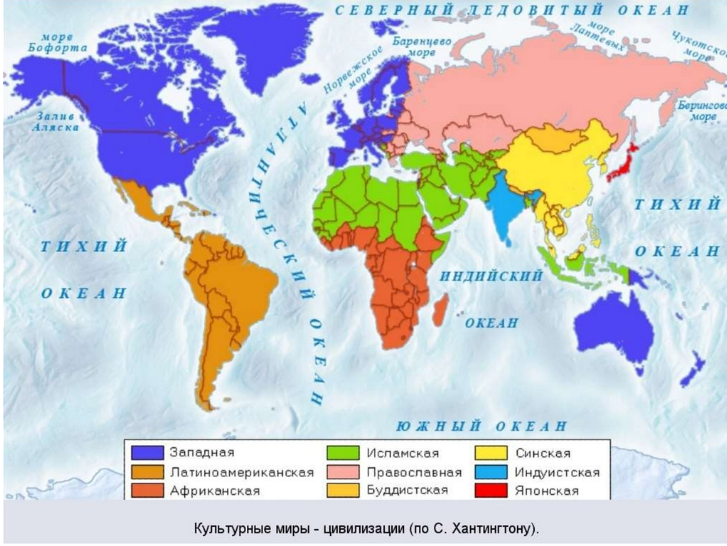 СЕВЕРНЫЙ ЛЕДОВИТЫЙ ОКЕАН
море
Бофорта
Баренцево
море
море
Лаптевых
Чукотско
мор
Норвежское
море
Залив
Аляска
Берингово
море
АТЛАНТИЧЕСКИЙ ОКЕАН
ТИХИЙ
ОКЕАН
ТИХИЙ
ОКЕАН
ИНДИЙСКИЙ
ОКЕАН
ЮЖНЫЙ ОКЕАН
Западная
Исламская
Синская
Латиноамериканская
Православная
Индуистская
Африканская
Буддистская
Японская
Культурные миры - цивилизации (по С. Хантингтону).